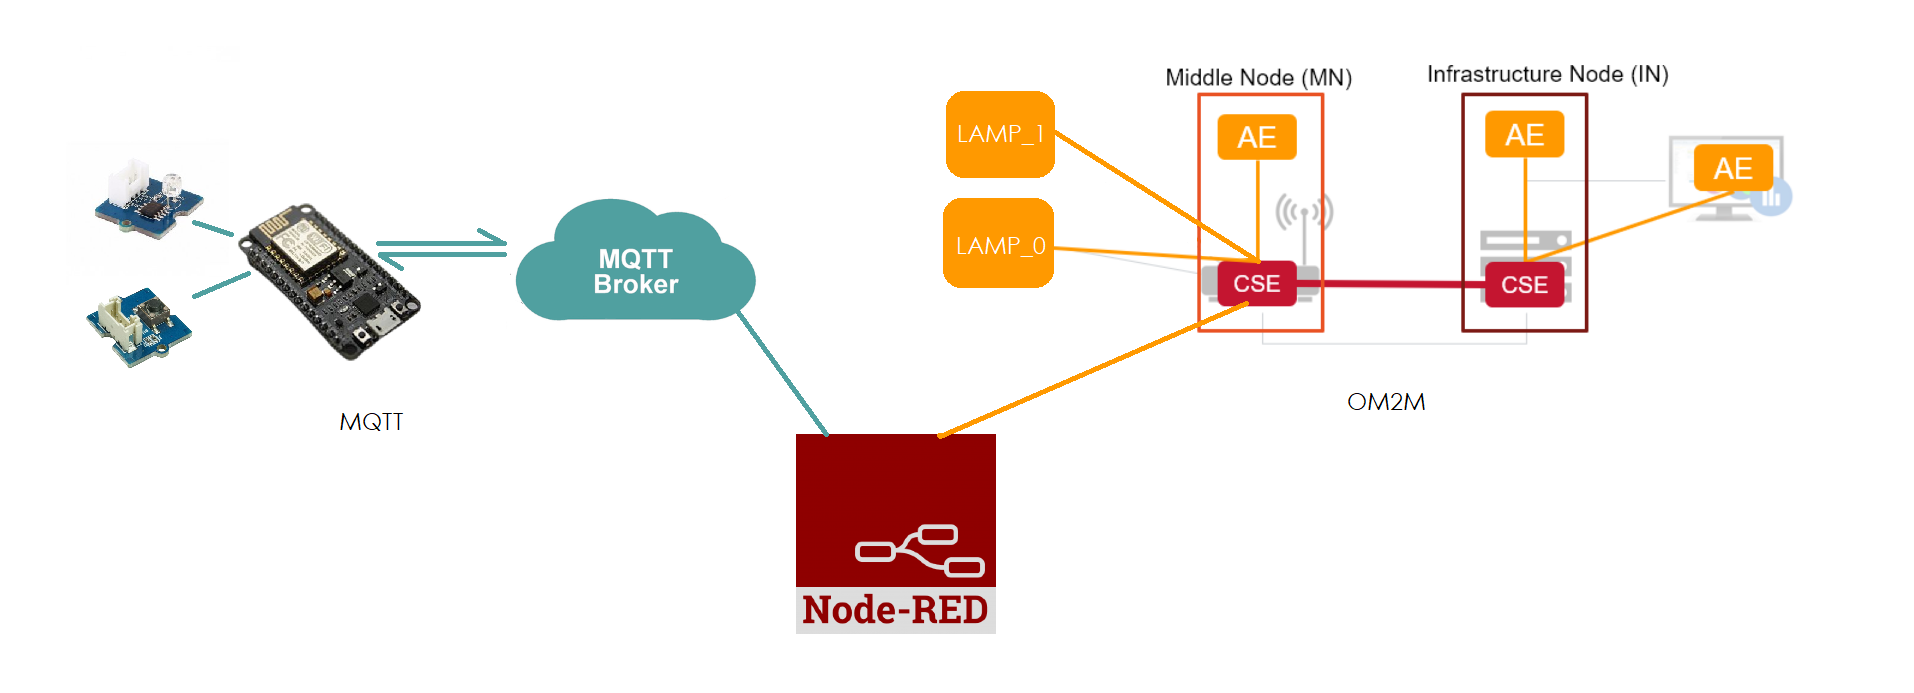 Middle Node (MN)
Infrastructure Node (IN)
LAMP_1
AE
AE
AE
LAMP_0
CSE
CSE
MQTT
Broker
MQTT
OM2M
Node-RED